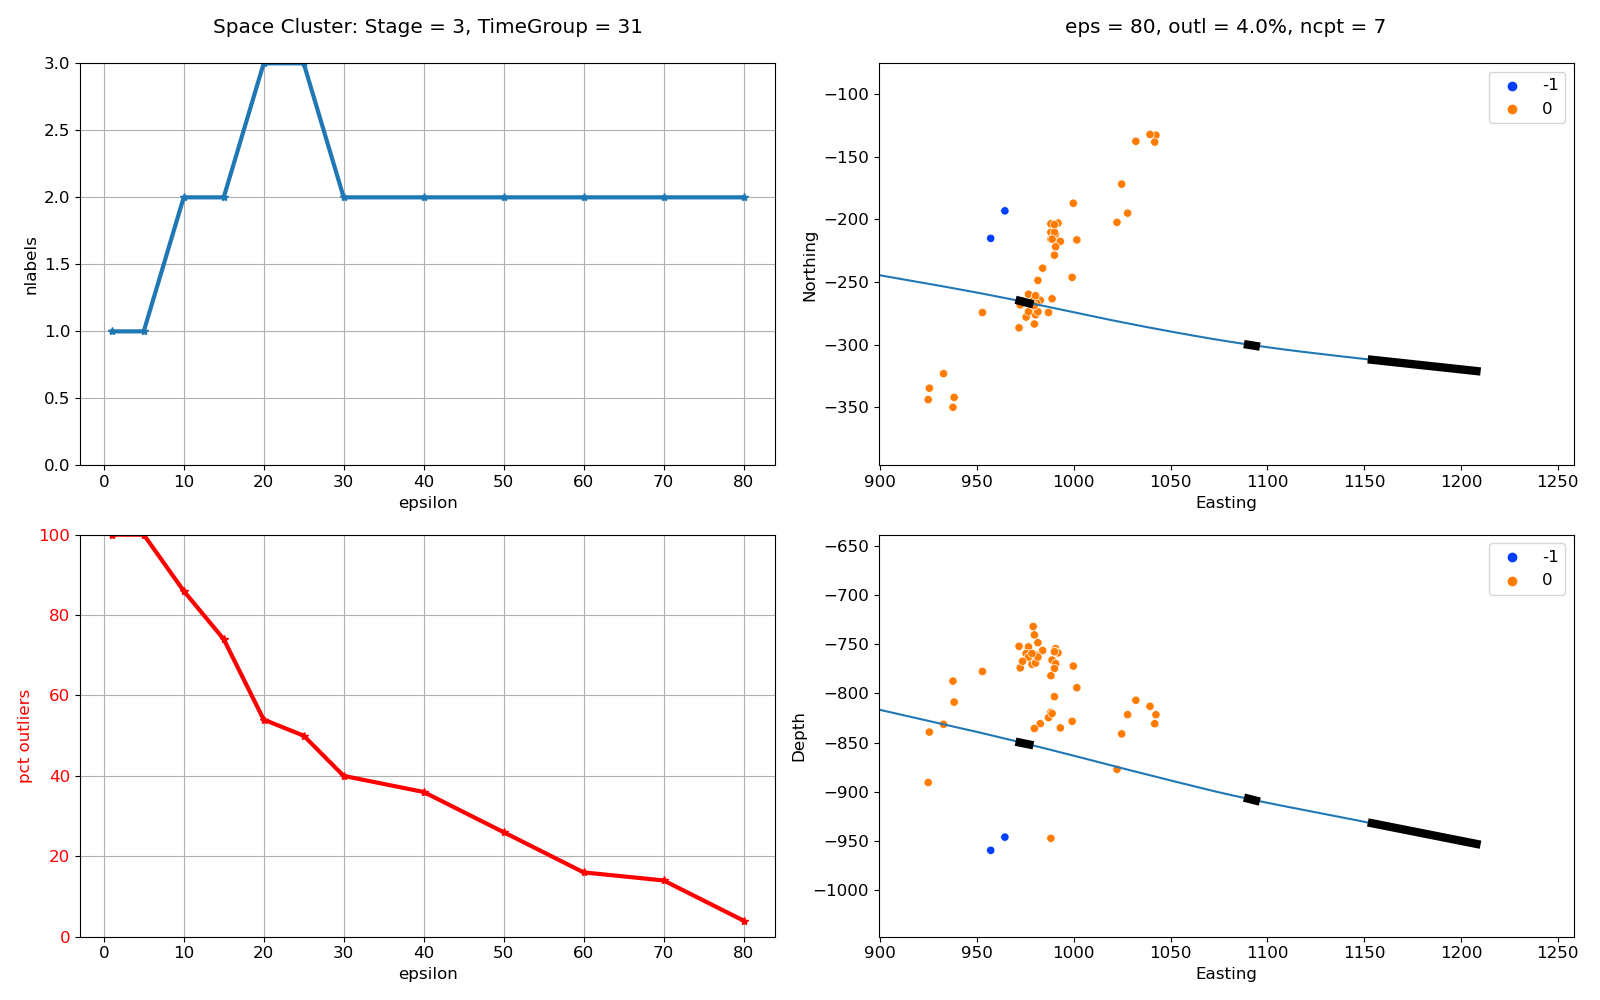 Space Cluster: Stage = 3, TimeGroup = 31
eps = 80, outl = 4.0%, ncpt = 7
3.0
2.5
2.0
1.5
1.0
0.5
0.0
nlabels
0 10 20 30 40 50 60 70 80
epsilon
−100
−150
−200
−250
−300
−350
Northing
-1
0
900 950 1000 1050 1100 1150 1200 1250
Easting
100
80
60
40
20
0
pct outliers
0 10 20 30 40 50 60 70 80
epsilon
−650
−700
−750
−800
−850
−900
−950
−1000
Depth
-1
0
900 950 1000 1050 1100 1150 1200 1250
Easting